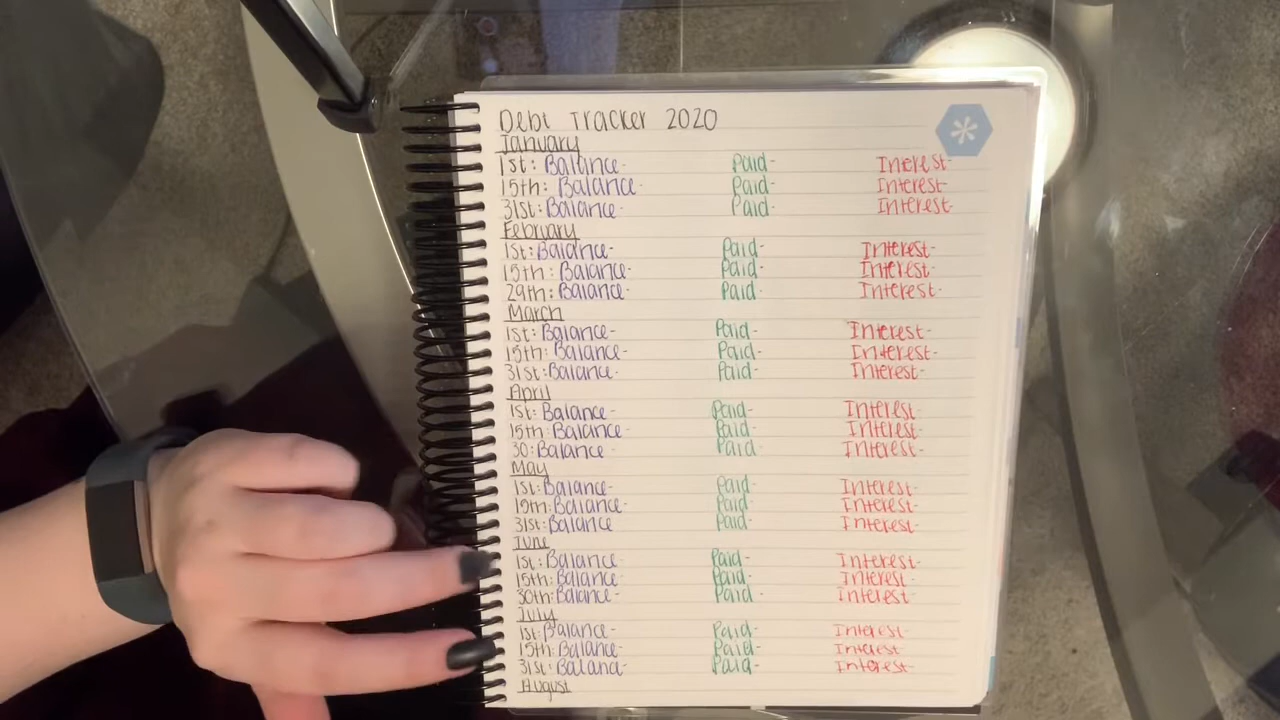 Debt Tracker 2020
January
1st: Balance- Paid- Interest-
15th: Balance- Paid- Interest-
31st: Balance- Paid- Interest-
February
1st: Balance- Paid- Interest-
15th: Balance- Paid- Interest-
29th: Balance- Paid- Interest-
March
1st: Balance- Paid- Interest-
15th: Balance- Paid- Interest-
31st: Balance- Paid- Interest-
April
1st: Balance- Paid- Interest-
15th: Balance- Paid- Interest-
30: Balance- Paid- Interest-
May
1st: Balance- Paid- Interest-
15th: Balance- Paid- Interest-
31st: Balance Paid- Interest-
June
1st: Balance- Paid- Interest-
15th: Balance- Paid- Interest-
30th: Balance- Paid- Interest-
July
1st: Balance- Paid- Interest-
15th: Balance- Paid- Interest-
31st: Balanc- Paid- Interest-
August